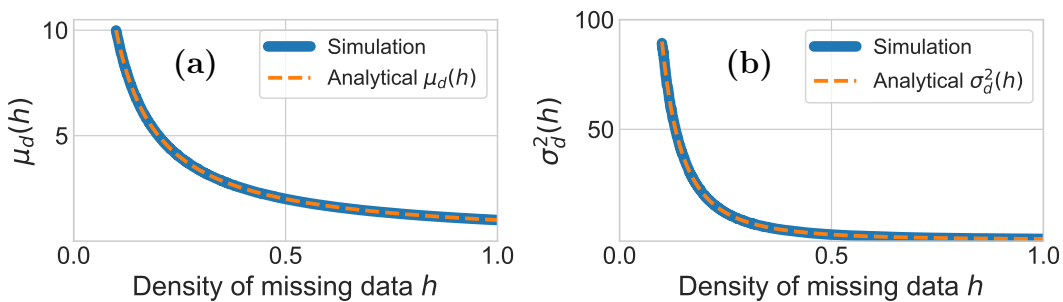 (a)
Simulation
Analytical μ_d(h)
μ_d(h)
10
5
0.0 0.5 1.0
Density of missing data h
(b)
Simulation
Analytical σ_d^2(h)
σ_d^2(h)
100
50
0.0 0.5 1.0
Density of missing data h